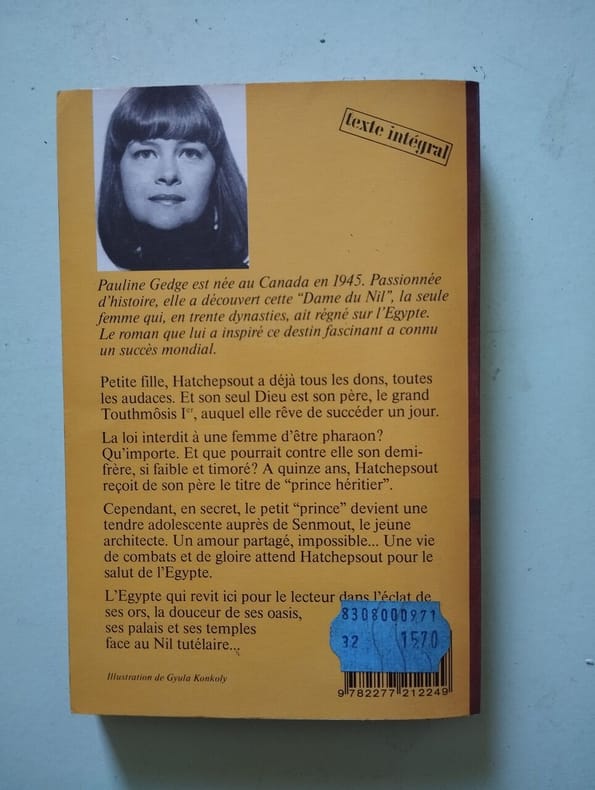 texte intégral
Pauline Gedge est née au Canada en 1945. Passionnée
d'histoire, elle a découvert cette "Dame du Nil", la seule
femme qui, en trente dynasties, ait régné sur l'Egypte.
Le roman que lui a inspiré ce destin fascinant a connu
un succès mondial.
Petite fille, Hatchepsout a déjà tous les dons, toutes
les audaces. Et son seul Dieu est son père, le grand
Touthmôsis Ier, auquel elle rêve de succéder un jour.
La loi interdit à une femme d'être pharaon?
Qu'importe. Et que pourrait contre elle son demi-
frère, si faible et timoré? A quinze ans, Hatchepsout
reçoit de son père le titre de "prince héritier".
Cependant, en secret, le petit "prince" devient une
tendre adolescente auprès de Senmout, le jeune
architecte. Un amour partagé, impossible... Une vie
de combats et de gloire attend Hatchepsout pour le
salut de l'Egypte.
L'Egypte qui revit ici pour le lecteur dans l'éclat de
ses ors, la douceur de ses oasis,
ses palais et ses temples
face au Nil tutélaire...
8308000971
32 1570
Illustration de Gyula Konkoly
9 782277 212249